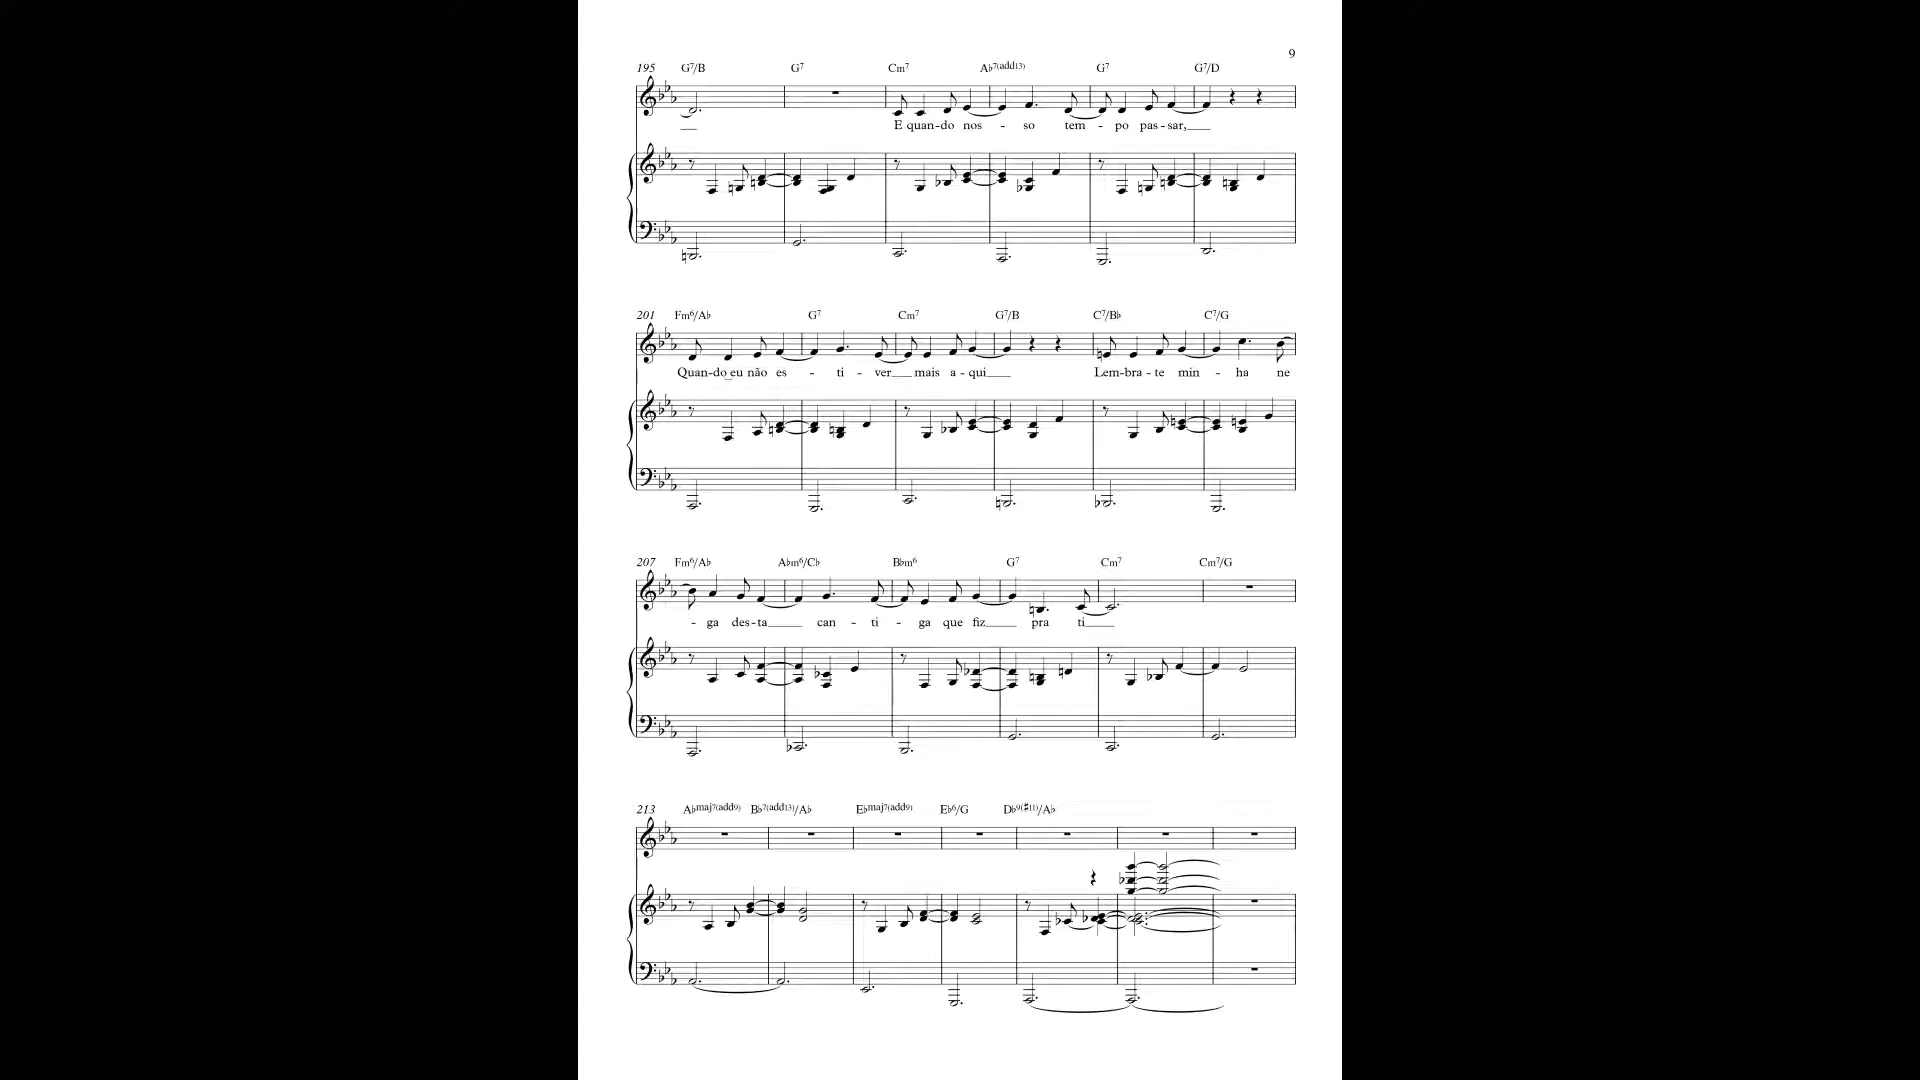 9
195 G7/B G7 Cm7 A♭7(add13) G7 G7/D
E quan-do nos - so tem - po pas-sar,
201 Fm6/A♭ G7 Cm7 G7/B C7/B♭ C7/G
Quan-do eu não es - ti - ver mais a-qui Lem-bra-te min - ha ne
207 Fm6/A♭ A♭m6/C♭ B♭m6 G7 Cm7 Cm7/G
- ga des-ta can - ti - ga que fiz pra ti
213 A♭maj7(add9) B♭7(add13)/A♭ E♭maj7(add9) E♭6/G D♭9(♯11)/A♭